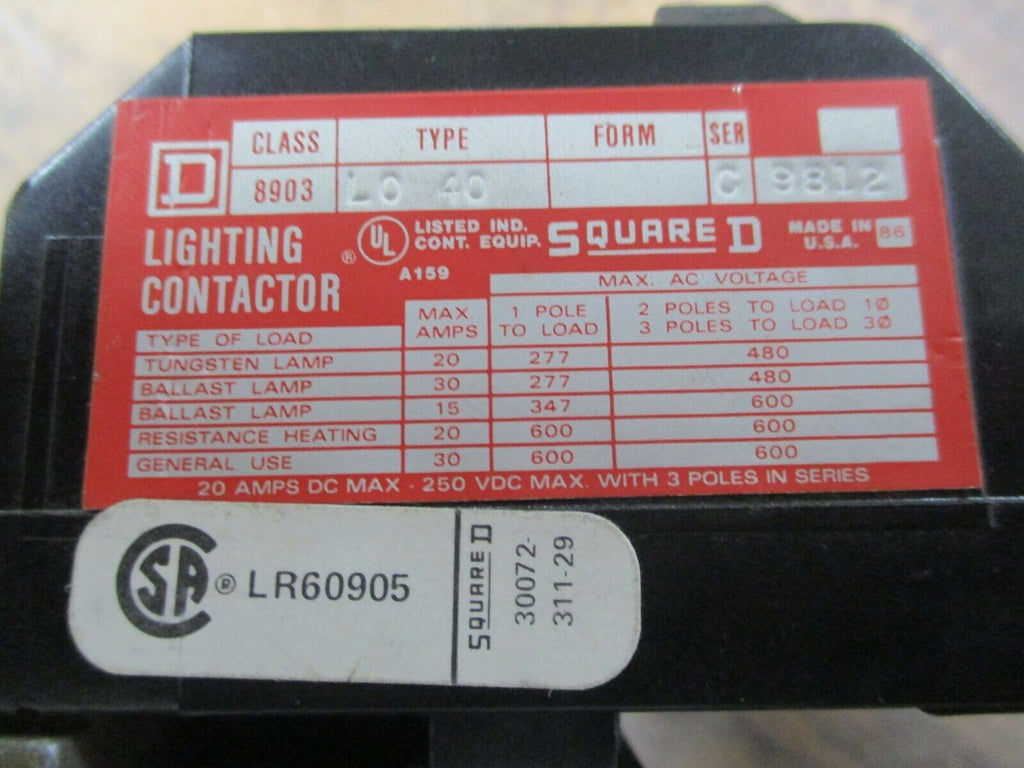 CLASS TYPE FORM SER
D 8903 LO 40 C 9812
LIGHTING CONTACTOR
® UL LISTED IND. CONT. EQUIP. SQUARE D MADE IN U.S.A. 86
A159
MAX. AC VOLTAGE
TYPE OF LOAD MAX AMPS 1 POLE TO LOAD 2 POLES TO LOAD 1Ø 3 POLES TO LOAD 3Ø
TUNGSTEN LAMP 20 277 480
BALLAST LAMP 30 277 480
BALLAST LAMP 15 347 600
RESISTANCE HEATING 20 600 600
GENERAL USE 30 600 600
20 AMPS DC MAX - 250 VDC MAX. WITH 3 POLES IN SERIES
CSA ® LR60905
SQUARE D
30072-
311-29